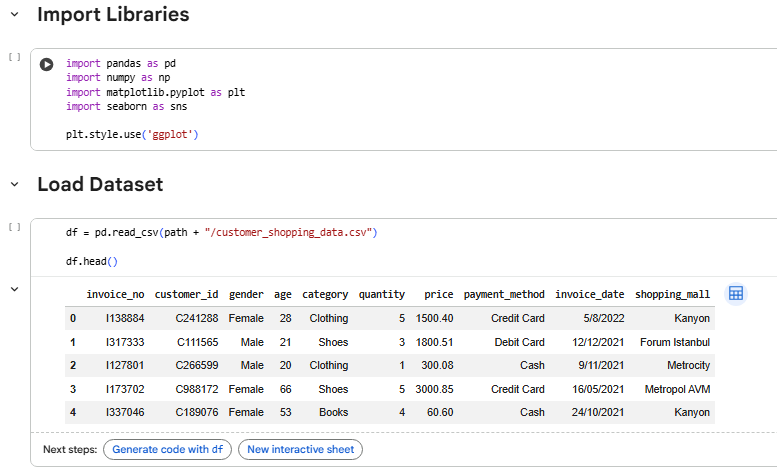 Import Libraries
[ ]
import pandas as pd
import numpy as np
import matplotlib.pyplot as plt
import seaborn as sns
plt.style.use('ggplot')
Load Dataset
[ ]
df = pd.read_csv(path + "/customer_shopping_data.csv")
df.head()
invoice_no customer_id gender age category quantity price payment_method invoice_date shopping_mall
0 I138884 C241288 Female 28 Clothing 5 1500.40 Credit Card 5/8/2022 Kanyon
1 I317333 C111565 Male 21 Shoes 3 1800.51 Debit Card 12/12/2021 Forum Istanbul
2 I127801 C266599 Male 20 Clothing 1 300.08 Cash 9/11/2021 Metrocity
3 I173702 C988172 Female 66 Shoes 5 3000.85 Credit Card 16/05/2021 Metropol AVM
4 I337046 C189076 Female 53 Books 4 60.60 Cash 24/10/2021 Kanyon
Next steps: Generate code with df New interactive sheet